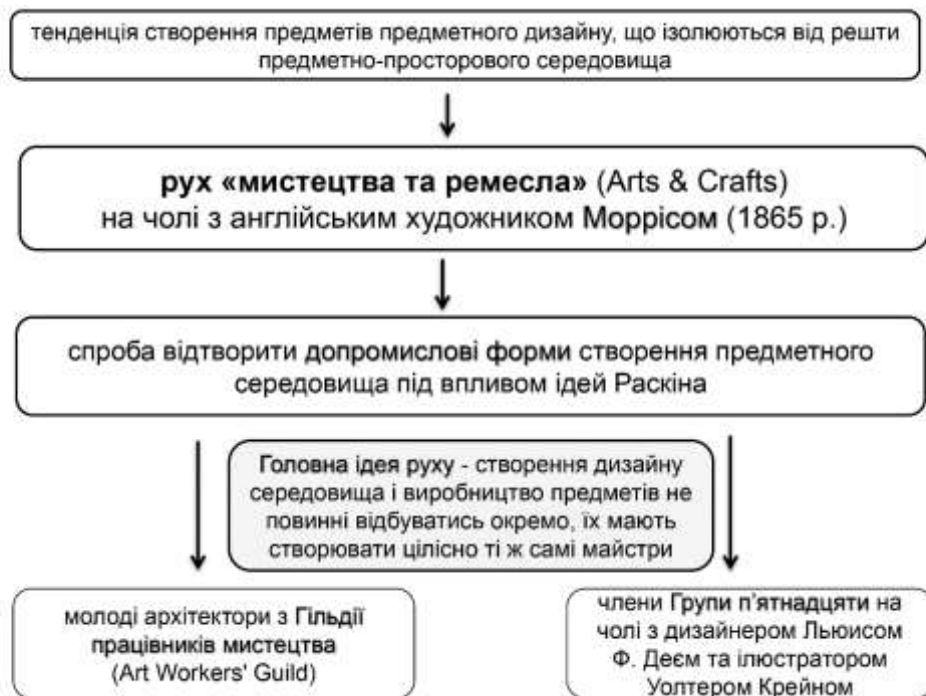 тенденція створення предметів предметного дизайну, що ізолюються від решти
предметно-просторового середовища
рух «мистецтва та ремесла» (Arts & Crafts)
на чолі з англійським художником Моррісом (1865 р.)
спроба відтворити допромислові форми створення предметного
середовища під впливом ідей Раскіна
Головна ідея руху - створення дизайну
середовища і виробництво предметів не
повинні відбуватись окремо, їх мають
створювати цілісно ті ж самі майстри
молоді архітектори з Гільдії
працівників мистецтва
(Art Workers' Guild)
члени Групи п'ятнадцяти на
чолі з дизайнером Льюисом
Ф. Деєм та ілюстратором
Уолтером Крейном